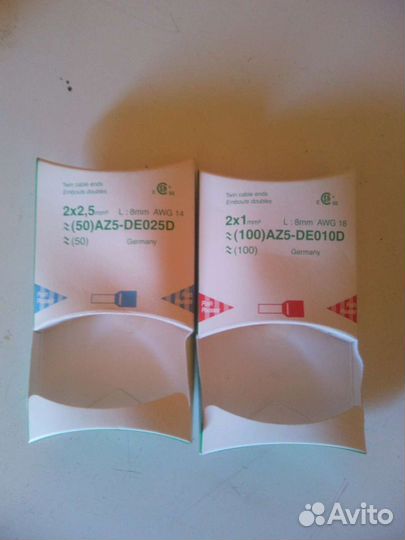 Twin cable ends
Embouts doubles
2x2,5mm² L : 8mm AWG 14
≈(50)AZ5-DE025D
≈(50) Germany
Twin cable ends
Embouts doubles
2x1mm² L : 8mm AWG 18
≈(100)AZ5-DE010D
≈(100) Germany
Avito